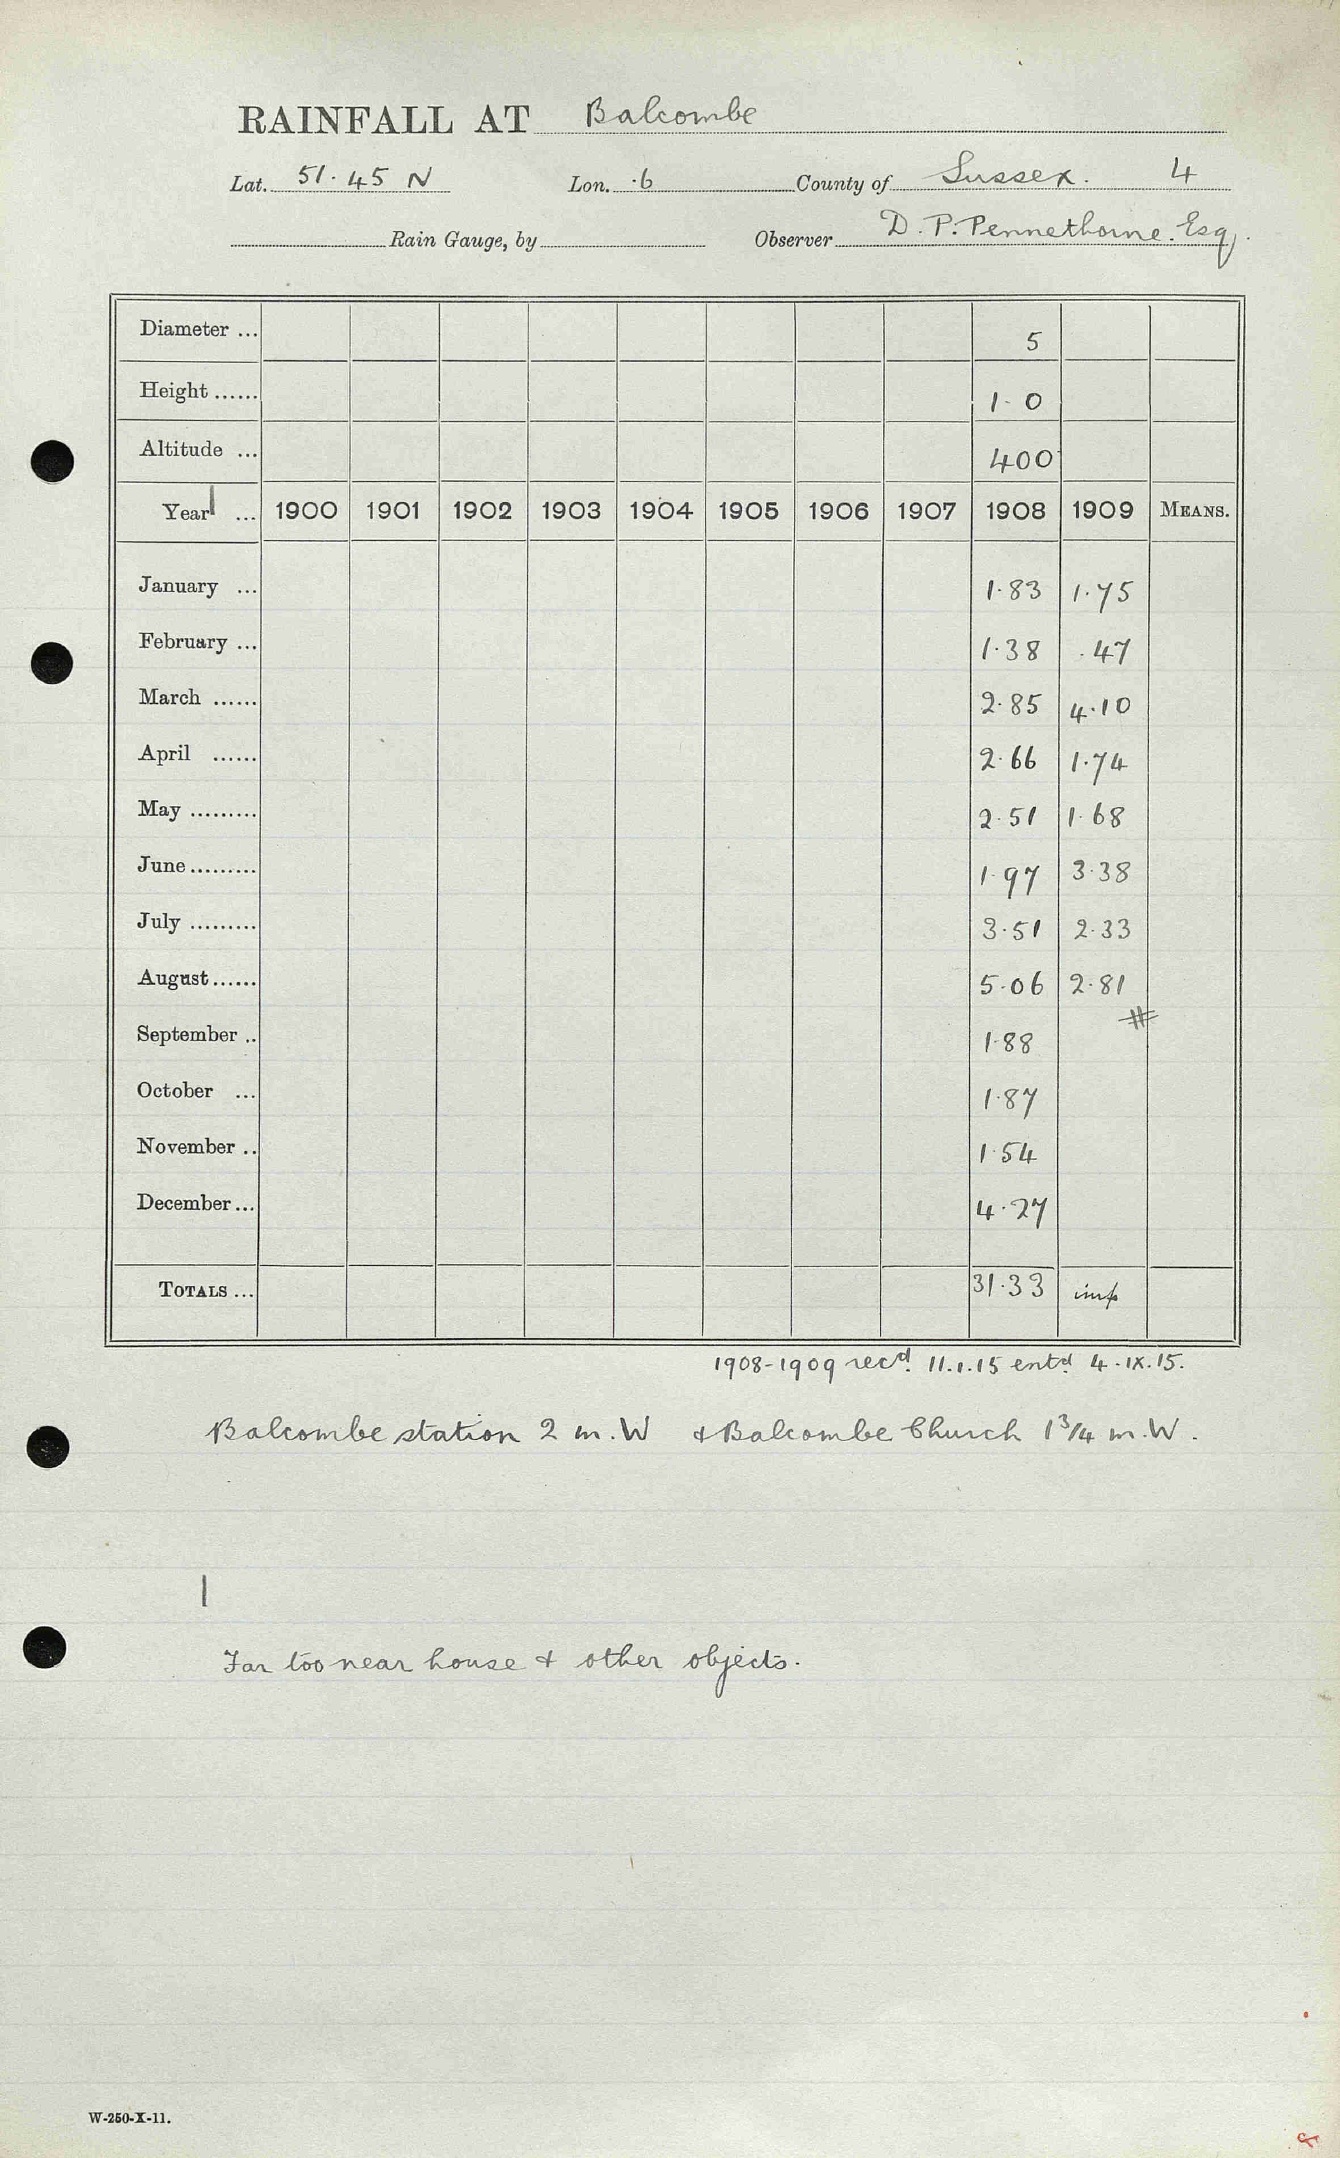 RAINFALL AT Balcombe
Lat. 51.45 N Lon. .6 County of Sussex. 4
Rain Gauge, by Observer D. P. Pennethorne. Esq.
Diameter ... 5
Height ...... 1 - 0
Altitude ... 400
Year ... 1900 1901 1902 1903 1904 1905 1906 1907 1908 1909 MEANS.
January ... 1.83 1.75
February ... 1.38 .47
March ...... 2.85 4.10
April ...... 2.66 1.74
May ......... 2.51 1.68
June ......... 1.97 3.38
July ......... 3.51 2.33
August ...... 5.06 2.81
#
September .. 1.88
October ... 1.87
November .. 1.54
December ... 4.27
TOTALS ... 31.33 imp
1908-1909 recd. 11.1.15 entd 4.IX.15.
Balcombe station 2 m. W & Balcombe Church 1 3/4 m. W.
Far too near house & other objects.
W-250-X-11.